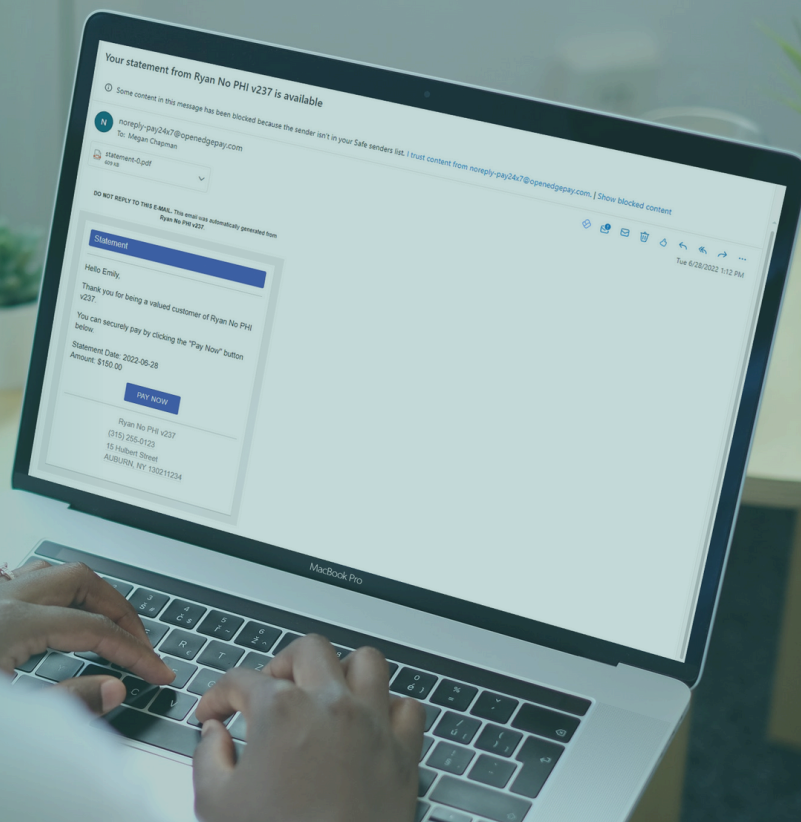 Your statement from Ryan No PHI v237 is available
Some content in this message has been blocked because the sender isn't in your Safe senders list. I trust content from noreply-pay24x7@openedgepay.com. | Show blocked content
N
noreply-pay24x7@openedgepay.com
To: Megan Chapman
statement-0.pdf
Tue 6/28/2022 1:12 PM
DO NOT REPLY TO THIS E-MAIL. This email was automatically generated from
Ryan No PHI v237.
Statement
Hello Emily,
Thank you for being a valued customer of Ryan No PHI
v237.
You can securely pay by clicking the "Pay Now" button
below.
Statement Date: 2022-06-28
Amount: $150.00
PAY NOW
Ryan No PHI v237
(315) 255-0123
15 Hulbert Street
AUBURN, NY 130211234
MacBook Pro